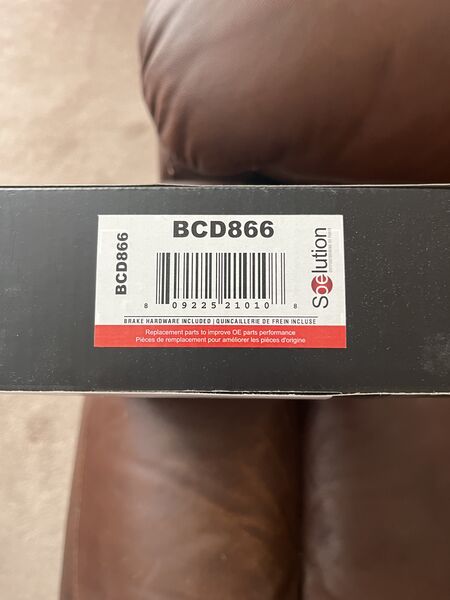 BCD866
BCD866
8 09225 21010 8
Soelution
BRAKE HARDWARE INCLUDED | QUINCAILLERIE DE FREIN INCLUSE
Replacement parts to improve OE parts performance
Pièces de remplacement pour améliorer les pièces d'origine